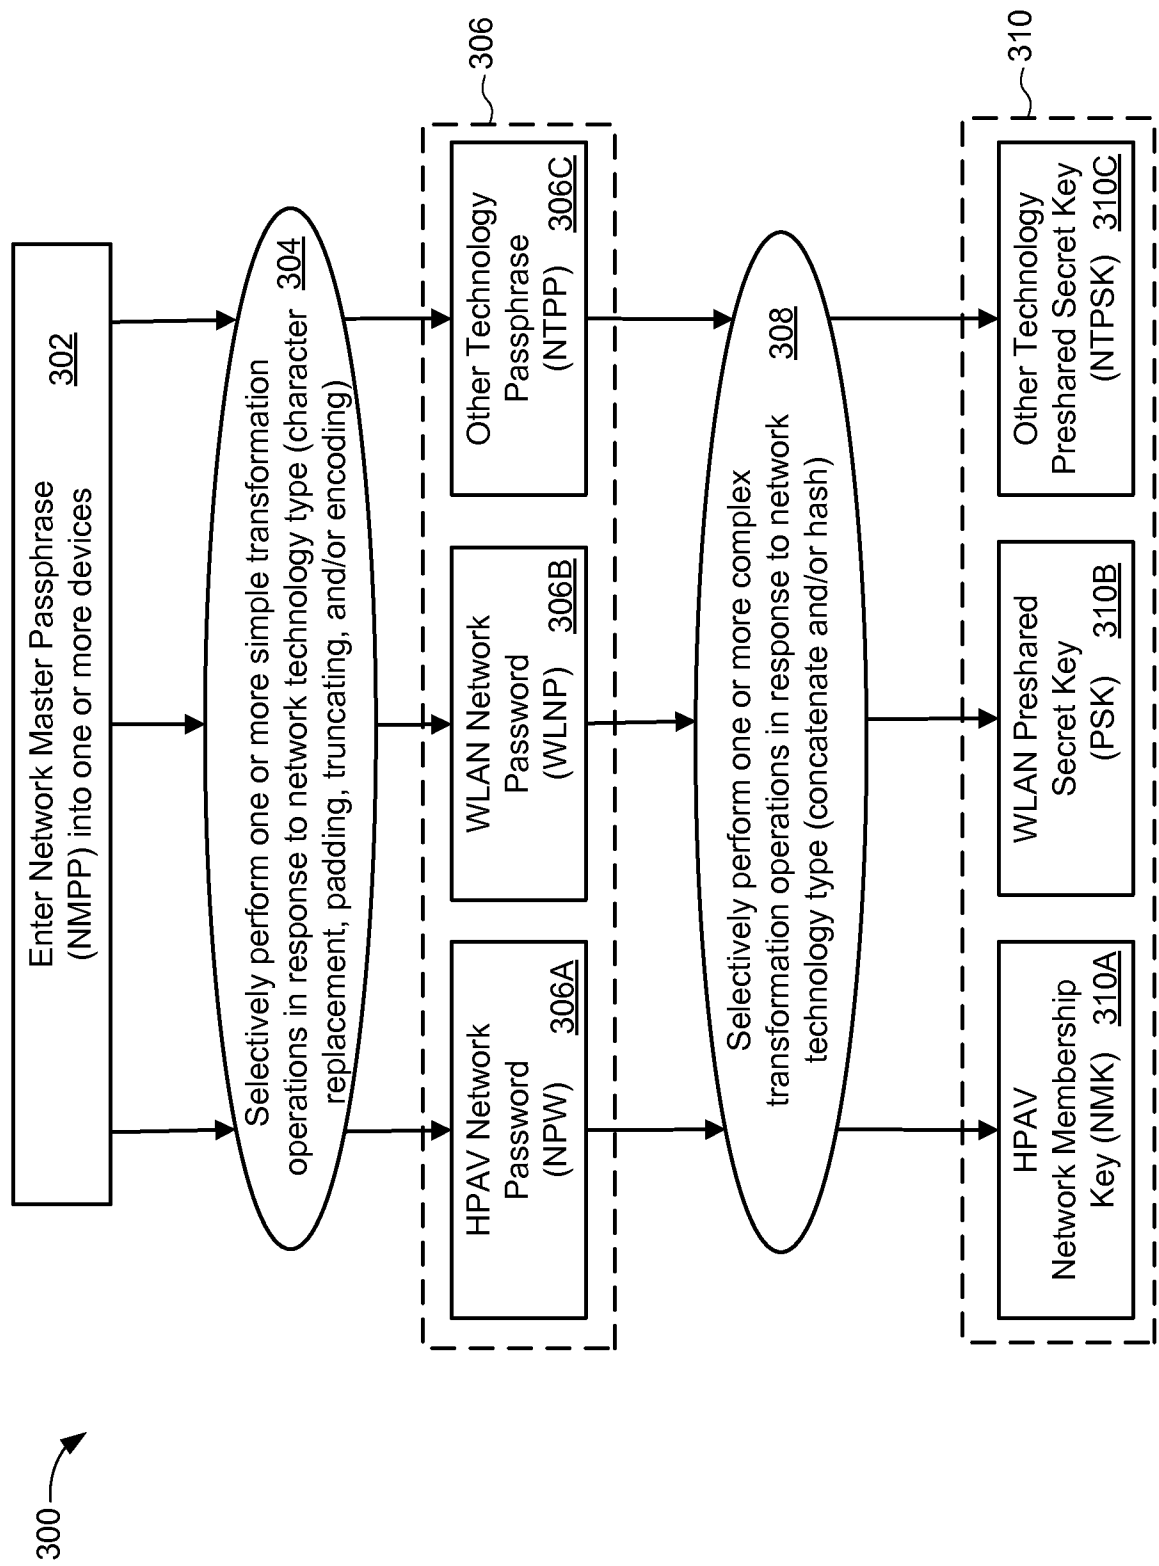 300
Enter Network Master Passphrase
(NMPP) into one or more devices
302
Selectively perform one or more simple transformation
operations in response to network technology type (character
replacement, padding, truncating, and/or encoding)
304
306
HPAV Network
Password
(NPW)
306A
WLAN Network
Password
(WLNP)
306B
Other Technology
Passphrase
(NTPP)
306C
Selectively perform one or more complex
transformation operations in response to network
technology type (concatenate and/or hash)
308
310
HPAV
Network Membership
Key (NMK)
310A
WLAN Preshared
Secret Key
(PSK)
310B
Other Technology
Preshared Secret Key
(NTPSK)
310C